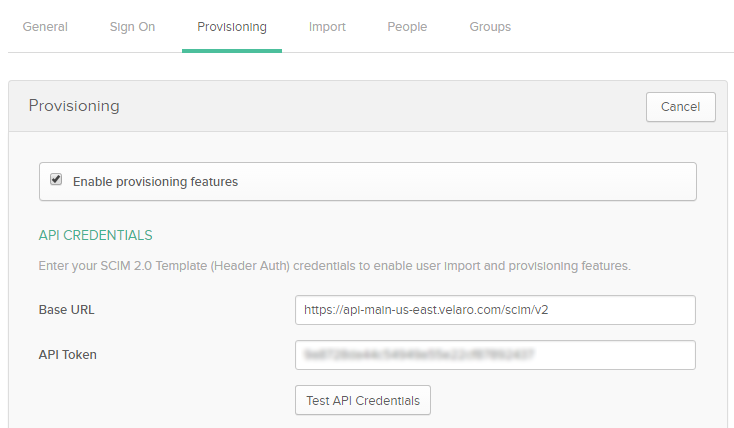 General Sign On Provisioning Import People Groups
Provisioning Cancel
Enable provisioning features
API CREDENTIALS
Enter your SCIM 2.0 Template (Header Auth) credentials to enable user import and provisioning features.
Base URL https://api-main-us-east.velaro.com/scim/v2
API Token
Test API Credentials